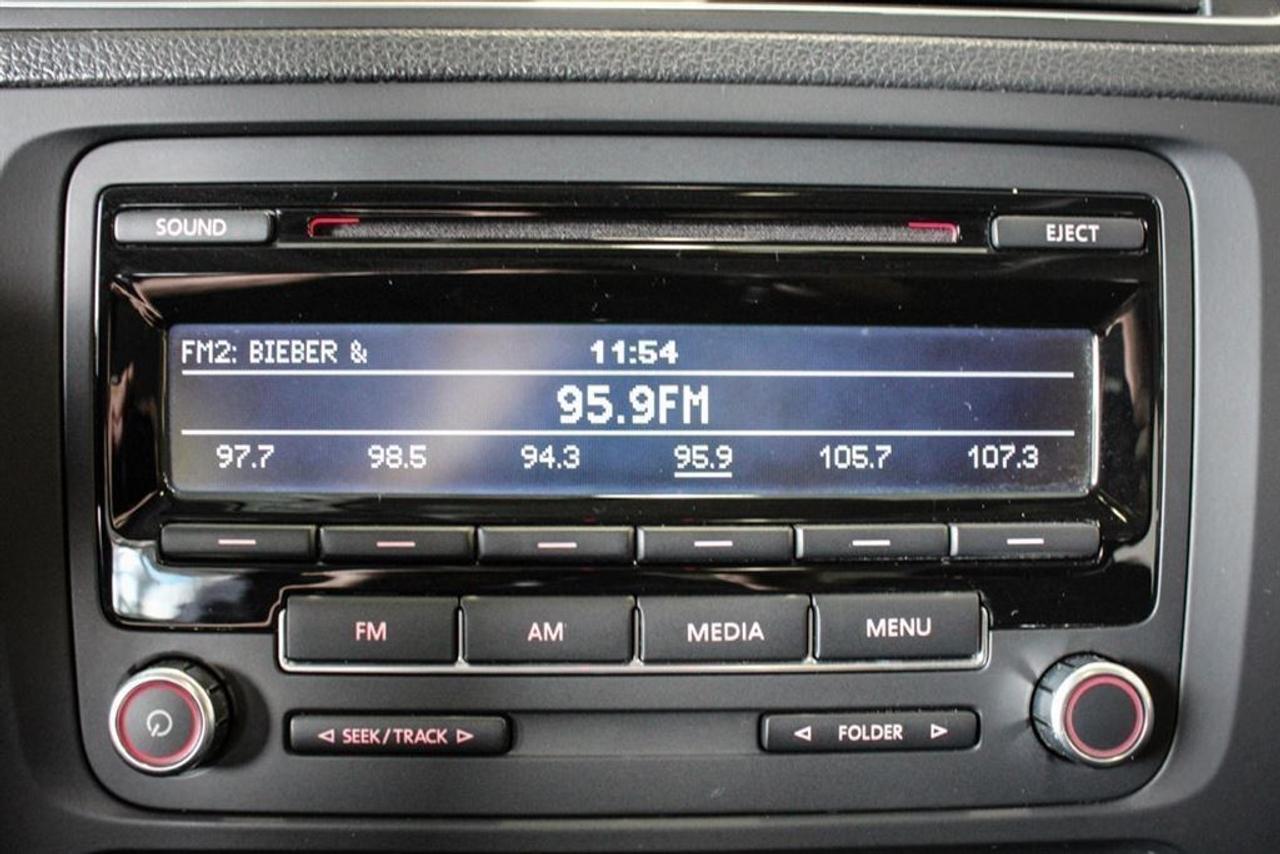 SOUND EJECT
FM2: BIEBER & 11:54
95.9FM
97.7 98.5 94.3 95.9 105.7 107.3
FM AM MEDIA MENU
◁ SEEK/TRACK ▷ ◁ FOLDER ▷